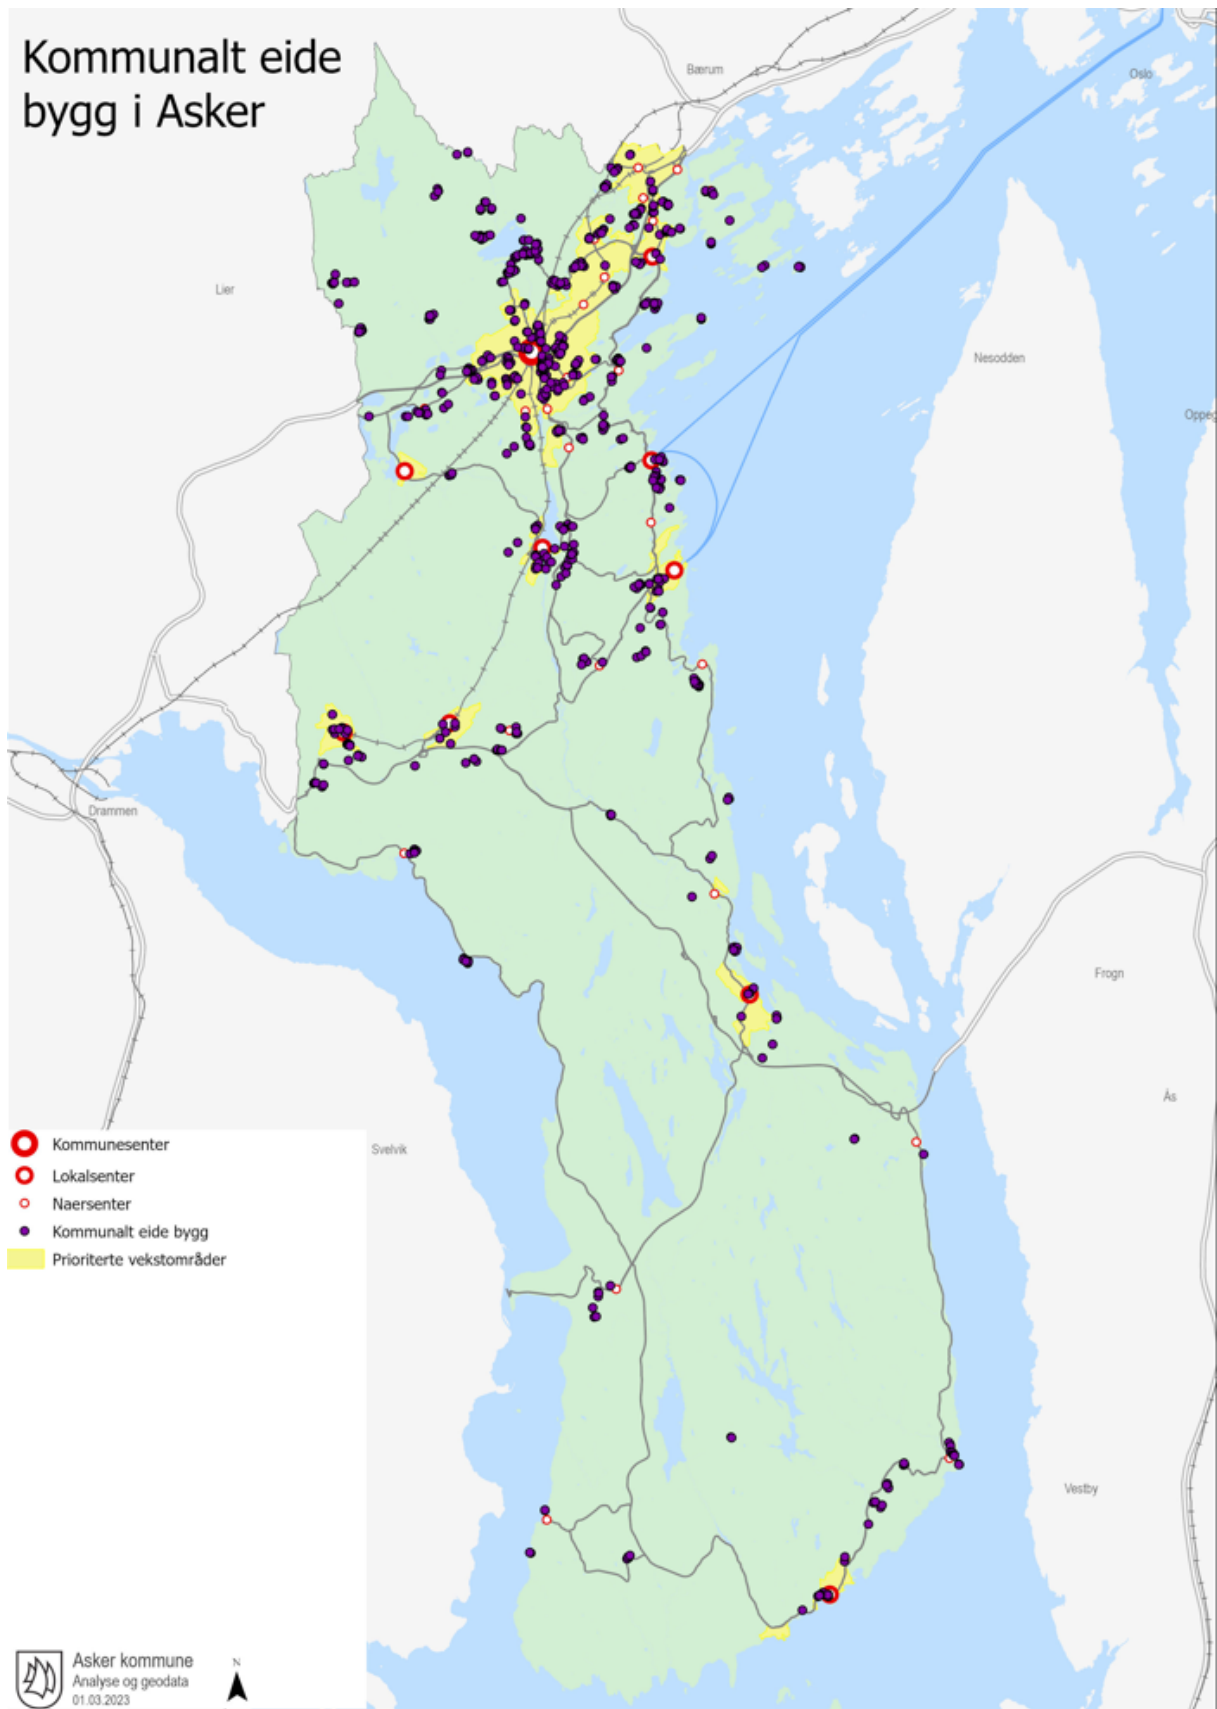 Kommunalt eide
bygg i Asker
Bærum
Oslo
Lier
Nesodden
Oppeg
Drammen
Frogn
Ås
Svelvik
Kommunesenter
Lokalsenter
Naersenter
Kommunalt eide bygg
Prioriterte vekstområder
Vestby
Asker kommune
Analyse og geodata
01.03.2023
N